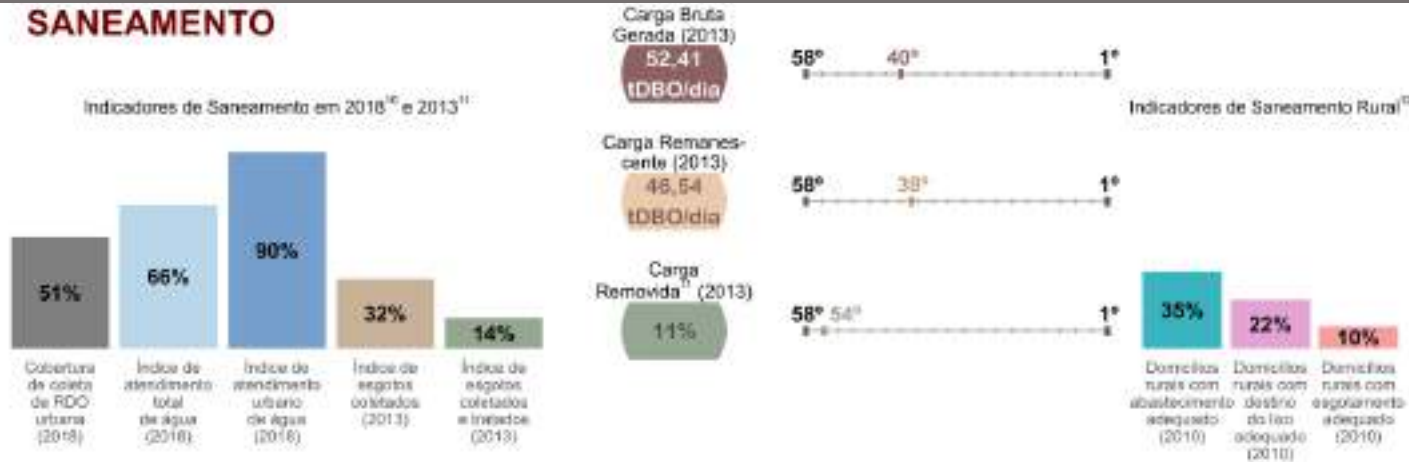 SANEAMENTO
Indicadores de Saneamento em 2018¹⁰ e 2013¹¹
51%
66%
90%
32%
14%
Cobertura
de coleta
de RDO
urbana
(2018)
Índice de
atendimento
total
de água
(2018)
Índice de
atendimento
urbano
de água
(2018)
Índice de
esgotos
coletados
(2013)
Índice de
esgotos
coletados
e tratados
(2013)
Carga Bruta
Gerada (2013)
52,41
tDBO/dia
58º 40º 1º
Carga Remanes-
cente (2013)
46,54
tDBO/dia
58º 38º 1º
Carga
Removida¹¹ (2013)
11%
58º 54º 1º
Indicadores de Saneamento Rural
35%
22%
10%
Domicílios
rurais com
abastecimento
adequado
(2010)
Domicílios
rurais com
destino
do lixo
adequado
(2010)
Domicílios
rurais com
esgotamento
adequado
(2010)